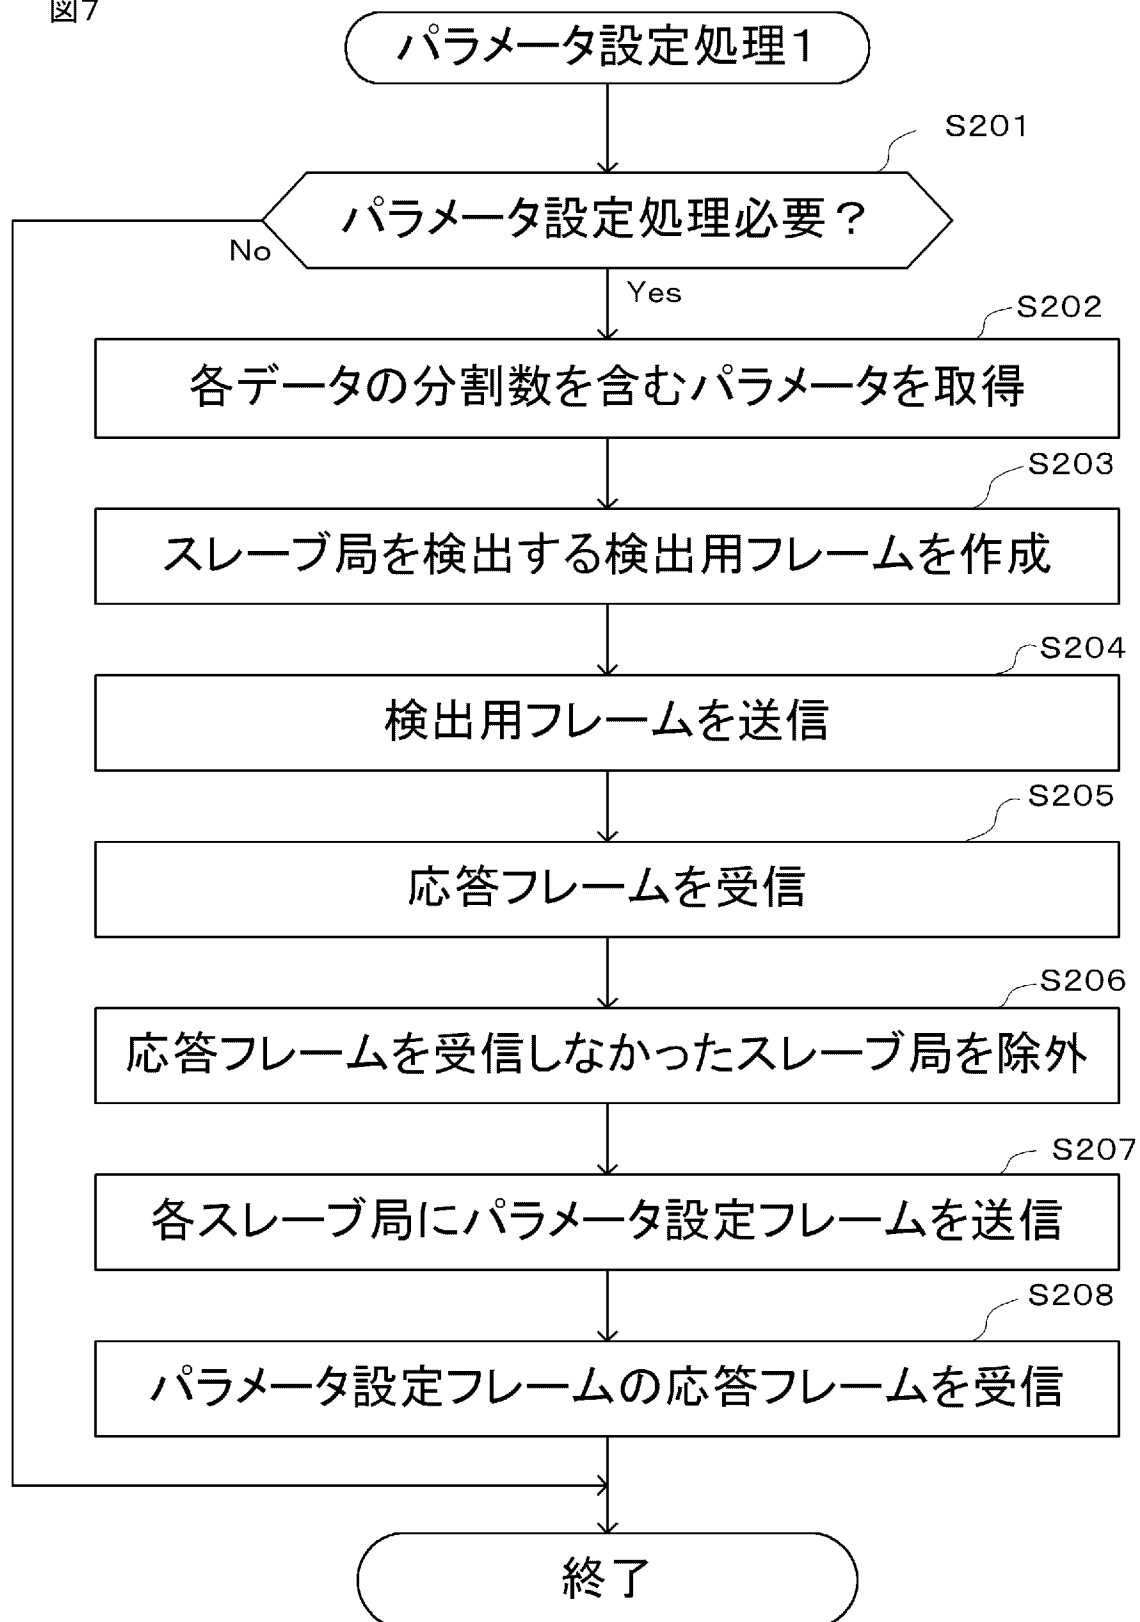 図7
パラメータ設定処理1
S201
パラメータ設定処理必要？
No
Yes
S202
各データの分割数を含むパラメータを取得
S203
スレーブ局を検出する検出用フレームを作成
S204
検出用フレームを送信
S205
応答フレームを受信
S206
応答フレームを受信しなかったスレーブ局を除外
S207
各スレーブ局にパラメータ設定フレームを送信
S208
パラメータ設定フレームの応答フレームを受信
終了